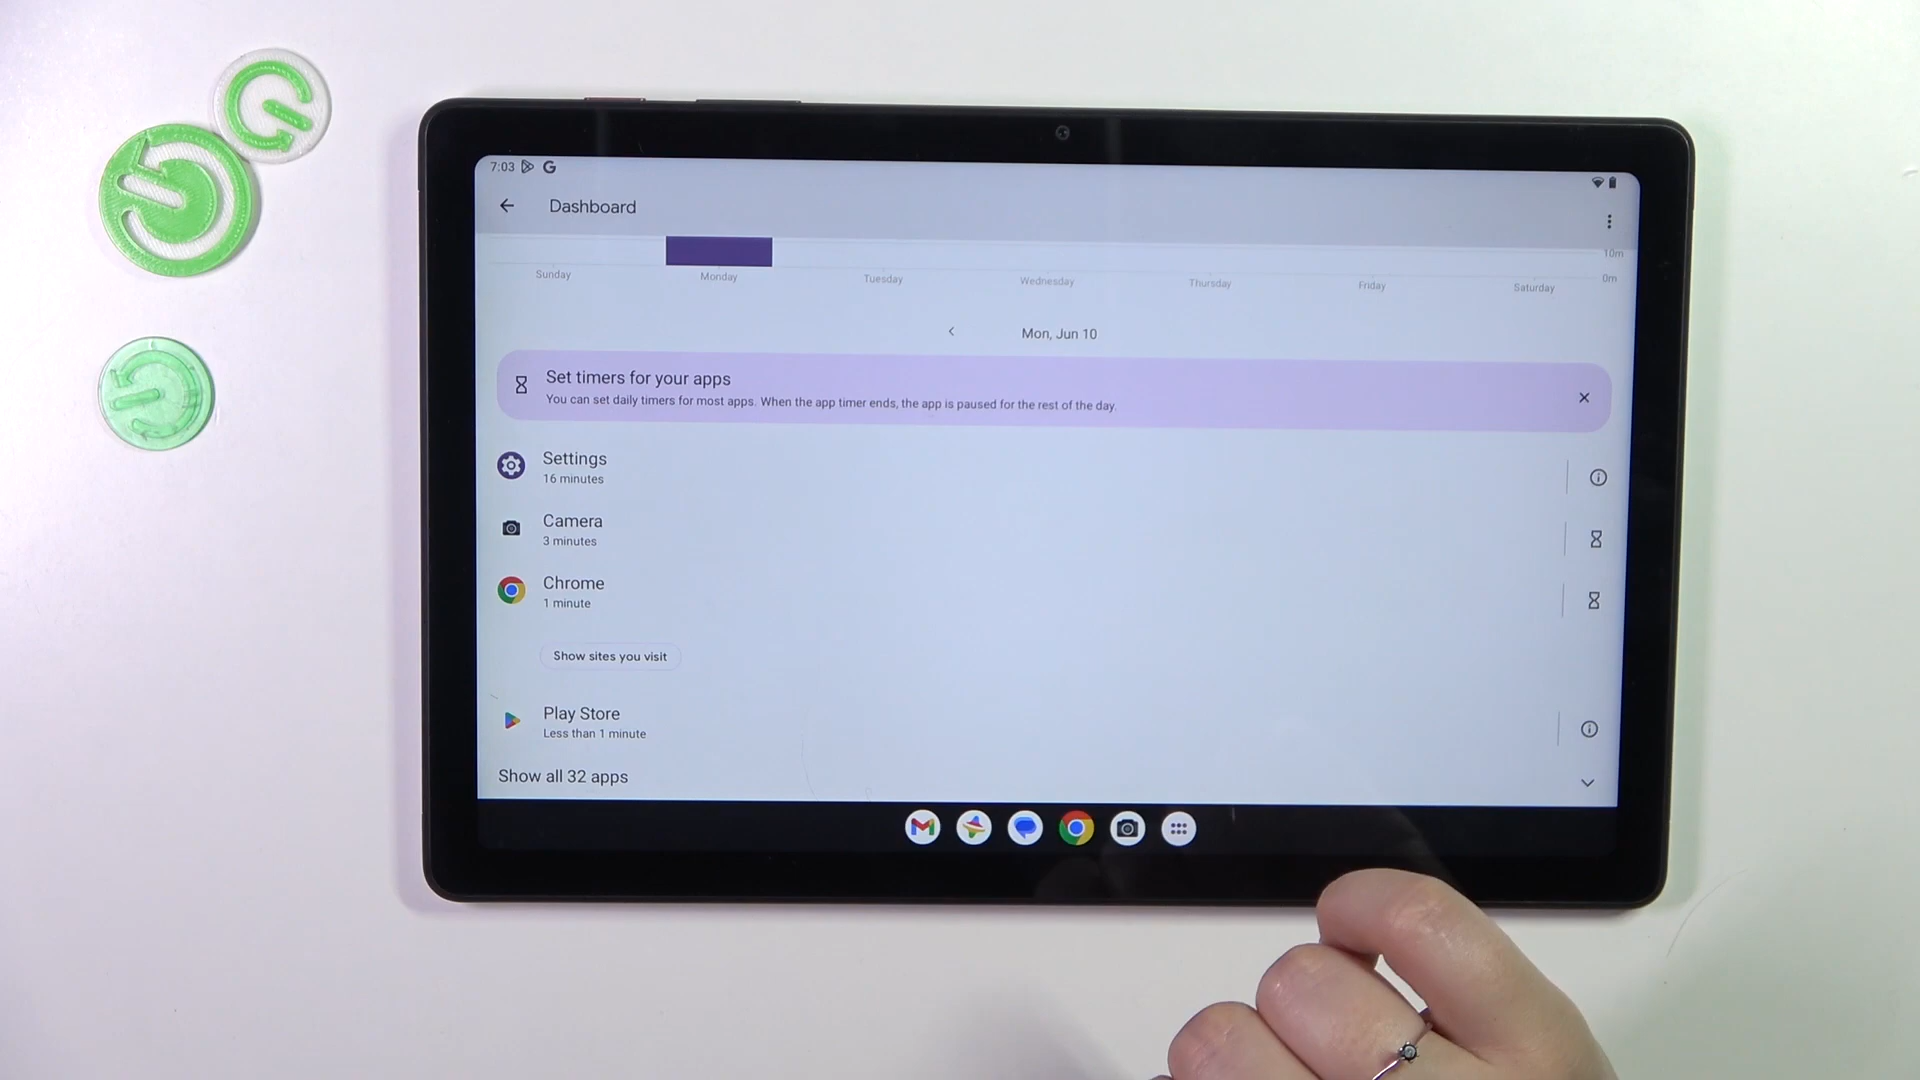 7:03
Dashboard
10m
0m
Sunday Monday Tuesday Wednesday Thursday Friday Saturday
Mon, Jun 10
Set timers for your apps
You can set daily timers for most apps. When the app timer ends, the app is paused for the rest of the day.
Settings
16 minutes
Camera
3 minutes
Chrome
1 minute
Show sites you visit
Play Store
Less than 1 minute
Show all 32 apps